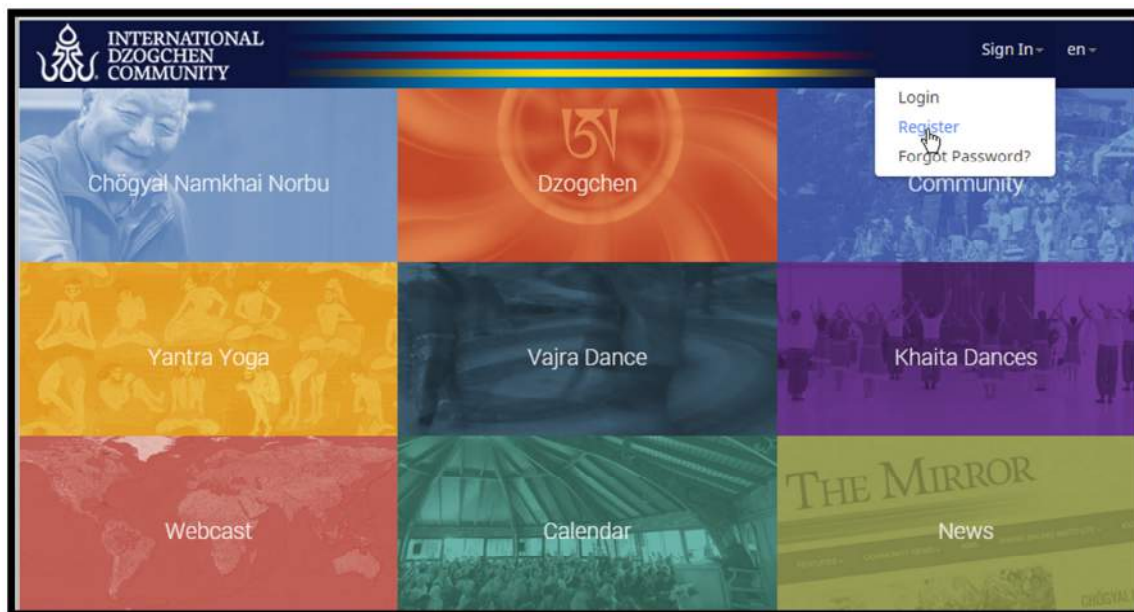 INTERNATIONAL
DZOGCHEN
COMMUNITY
Sign In
en
Login
Register
Forgot Password?
Chögyal Namkhai Norbu
ཨ
Dzogchen
Community
Yantra Yoga
Vajra Dance
Khaita Dances
Webcast
Calendar
THE MIRROR
News